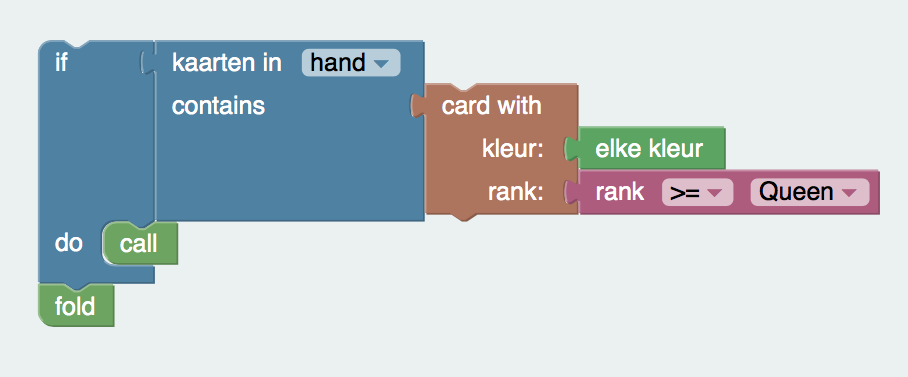 if kaarten in hand
contains card with
kleur: elke kleur
rank: rank >= Queen
do call
fold